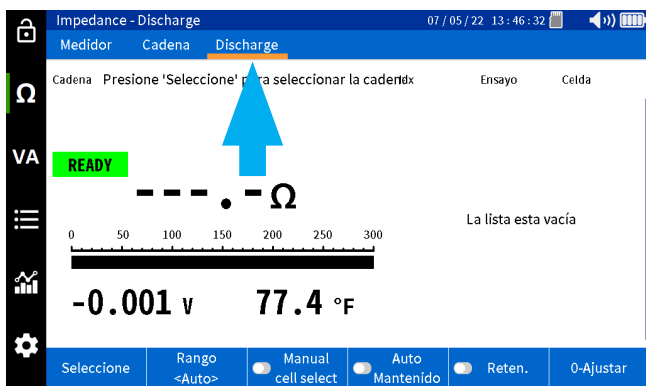 Impedance - Discharge 07 / 05 / 22 13 : 46 : 32
Medidor Cadena Discharge
Cadena Presione 'Seleccione' para seleccionar la cadena Idx Ensayo Celda
Ω
VA
READY
- - - . - Ω
La lista esta vacía
0 50 100 150 200 250 300
-0.001 V 77.4 °F
Seleccione Rango <Auto> Manual cell select Auto Mantenido Reten. 0-Ajustar